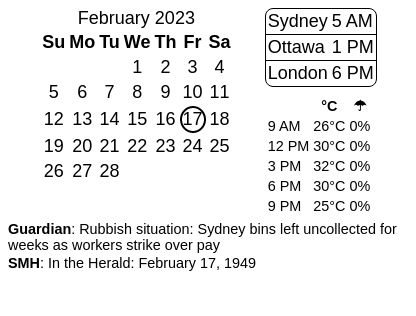 February 2023
Su Mo Tu We Th Fr Sa
1 2 3 4
5 6 7 8 9 10 11
12 13 14 15 16 17 18
19 20 21 22 23 24 25
26 27 28
Sydney 5 AM
Ottawa 1 PM
London 6 PM
°C ☂
9 AM 26°C 0%
12 PM 30°C 0%
3 PM 32°C 0%
6 PM 30°C 0%
9 PM 25°C 0%
Guardian: Rubbish situation: Sydney bins left uncollected for
weeks as workers strike over pay
SMH: In the Herald: February 17, 1949